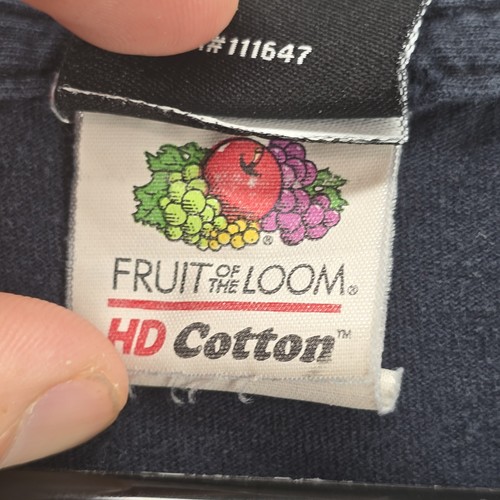 #111647
®
FRUIT OF THE LOOM®
HD Cotton™